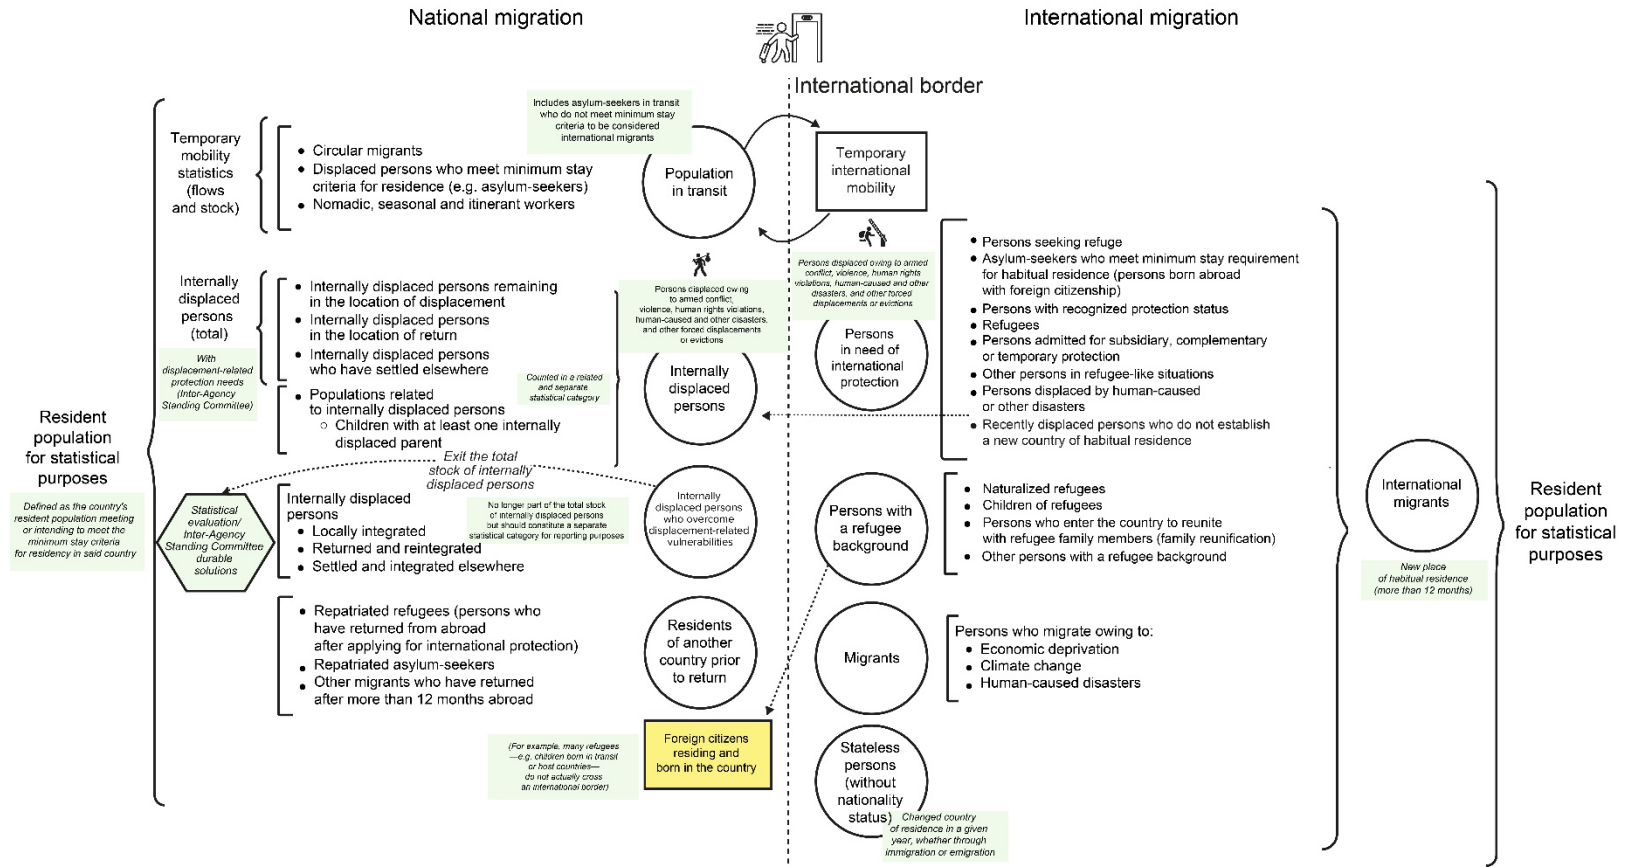 National migration
International migration
International border
Includes asylum-seekers in transit
who do not meet minimum stay
criteria to be considered
international migrants
Temporary
mobility
statistics
(flows
and stock)
• Circular migrants
• Displaced persons who meet minimum stay
criteria for residence (e.g. asylum-seekers)
• Nomadic, seasonal and itinerant workers
Population
in transit
Temporary
international
mobility
Internally
displaced
persons
(total)
With
displacement-related
protection needs
(Inter-Agency
Standing Committee)
• Internally displaced persons remaining
in the location of displacement
• Internally displaced persons
in the location of return
• Internally displaced persons
who have settled elsewhere
• Populations related
to internally displaced persons
○ Children with at least one internally
displaced parent
Counted in a related
and separate
statistical category
Persons displaced owing
to armed conflict,
violence, human rights violations,
human-caused and other disasters,
and other forced displacements
or evictions
Internally
displaced
persons
Persons displaced owing to armed
conflict, violence, human rights
violations, human-caused and other
disasters, and other forced
displacements or evictions
Persons
in need of
international
protection
• Persons seeking refuge
• Asylum-seekers who meet minimum stay requirement
for habitual residence (persons born abroad
with foreign citizenship)
• Persons with recognized protection status
• Refugees
• Persons admitted for subsidiary, complementary
or temporary protection
• Other persons in refugee-like situations
• Persons displaced by human-caused
or other disasters
• Recently displaced persons who do not establish
a new country of habitual residence
Resident
population
for statistical
purposes
Defined as the country's
resident population meeting
or intending to meet the
minimum stay criteria
for residency in said country
Exit the total
stock of internally
displaced persons
Statistical
evaluation/
Inter-Agency
Standing Committee
durable
solutions
Internally displaced
persons
• Locally integrated
• Returned and reintegrated
• Settled and integrated elsewhere
No longer part of the total stock
of internally displaced persons
but should constitute a separate
statistical category for reporting purposes
Internally
displaced persons
who overcome
displacement-related
vulnerabilities
Persons with
a refugee
background
• Naturalized refugees
• Children of refugees
• Persons who enter the country to reunite
with refugee family members (family reunification)
• Other persons with a refugee background
International
migrants
New place
of habitual residence
(more than 12 months)
Resident
population
for statistical
purposes
• Repatriated refugees (persons who
have returned from abroad
after applying for international protection)
• Repatriated asylum-seekers
• Other migrants who have returned
after more than 12 months abroad
Residents
of another
country prior
to return
Migrants
Persons who migrate owing to:
• Economic deprivation
• Climate change
• Human-caused disasters
(For example, many refugees
—e.g. children born in transit
or host countries—
do not actually cross
an international border)
Foreign citizens
residing and
born in the country
Stateless
persons
(without
nationality
status)
Changed country
of residence in a given
year, whether through
immigration or emigration